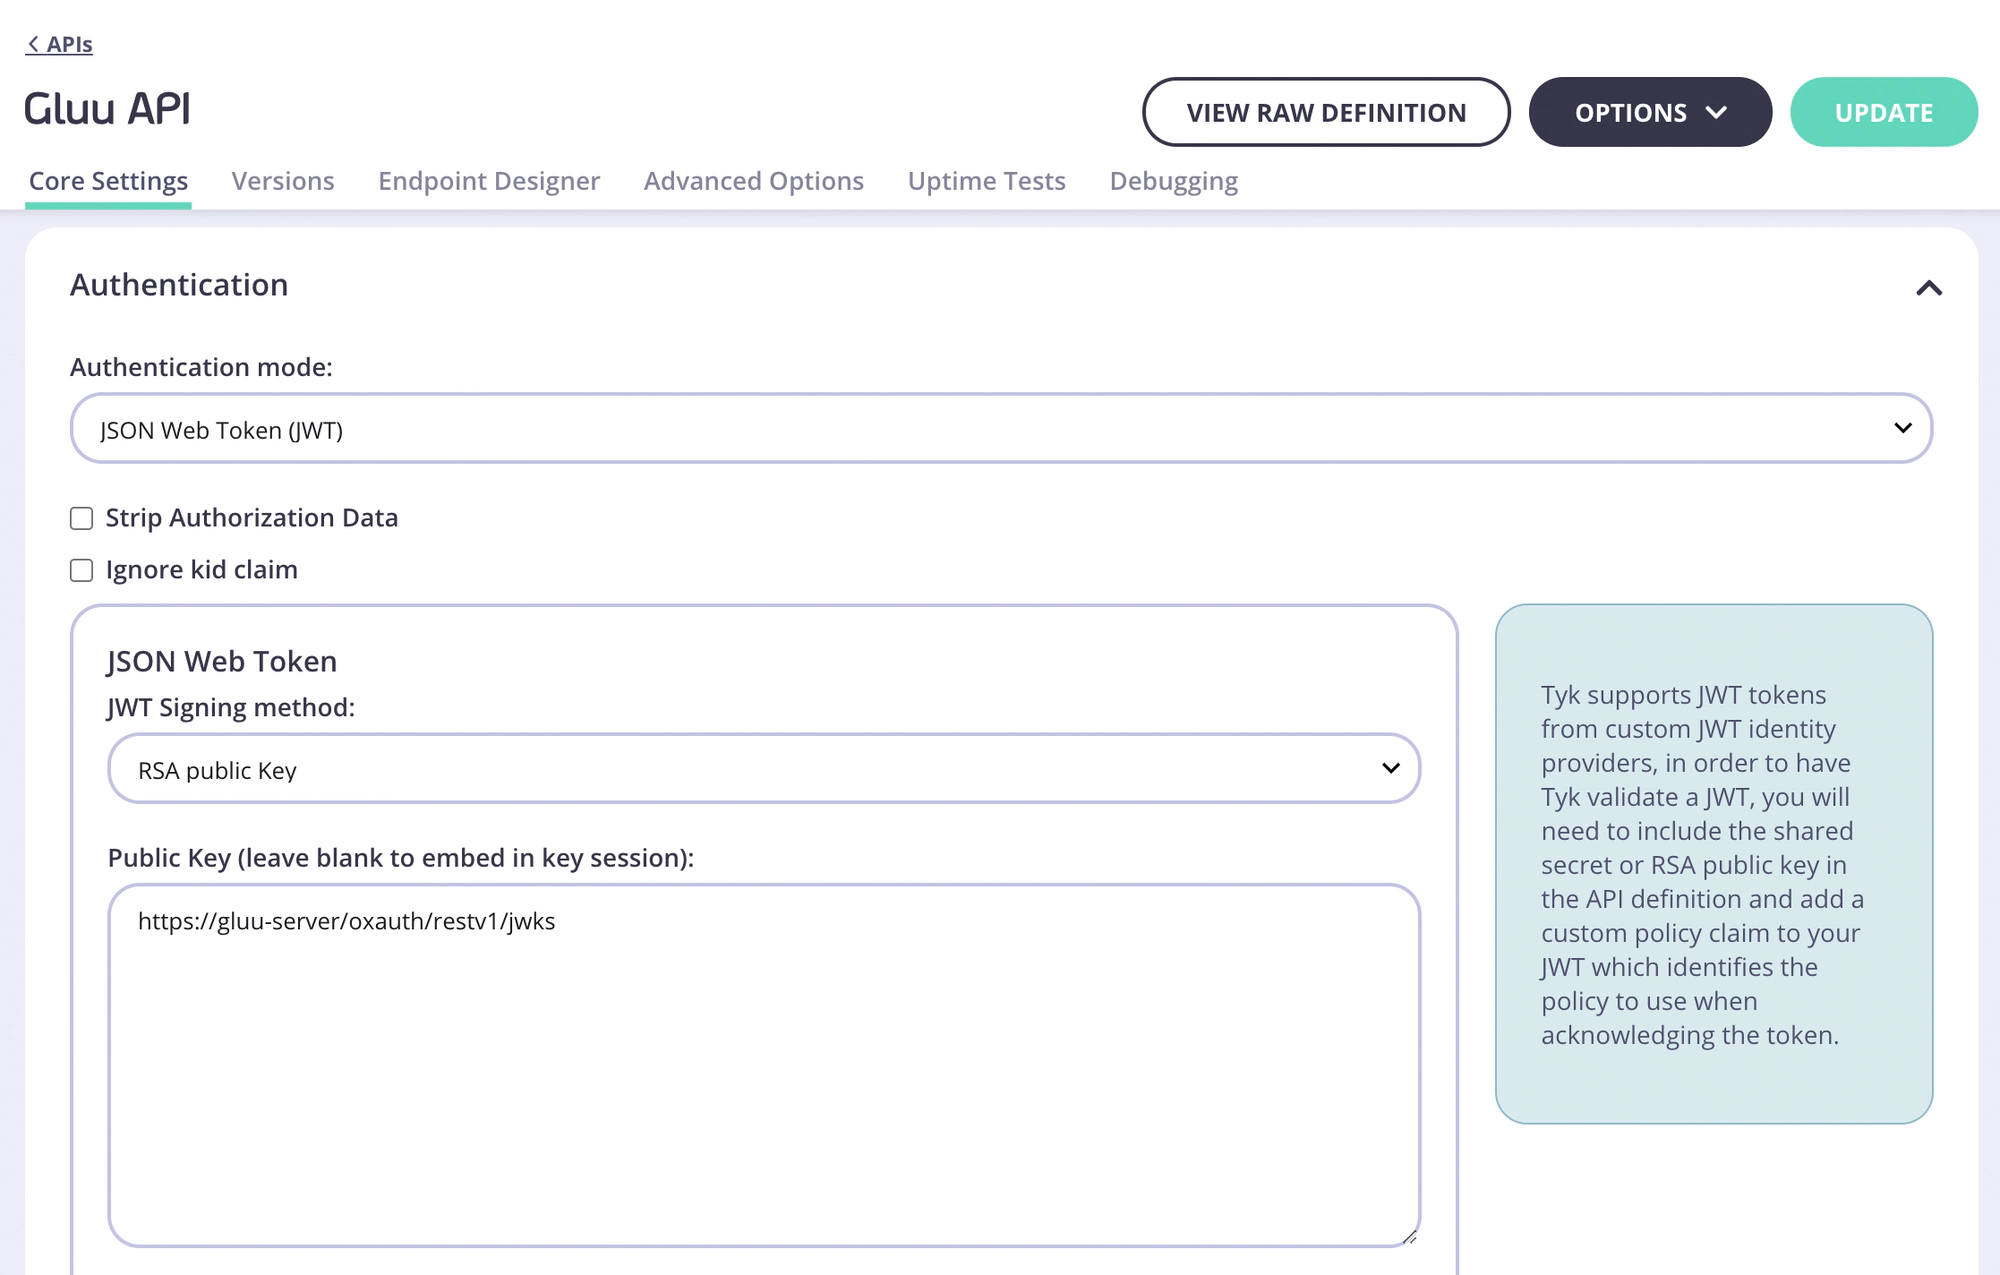 APIs
Gluu API
VIEW RAW DEFINITION
OPTIONS
UPDATE
Core Settings
Versions
Endpoint Designer
Advanced Options
Uptime Tests
Debugging
Authentication
Authentication mode:
JSON Web Token (JWT)
Strip Authorization Data
Ignore kid claim
JSON Web Token
JWT Signing method:
RSA public Key
Public Key (leave blank to embed in key session):
https://gluu-server/oxauth/restv1/jwks
Tyk supports JWT tokens
from custom JWT identity
providers, in order to have
Tyk validate a JWT, you will
need to include the shared
secret or RSA public key in
the API definition and add a
custom policy claim to your
JWT which identifies the
policy to use when
acknowledging the token.